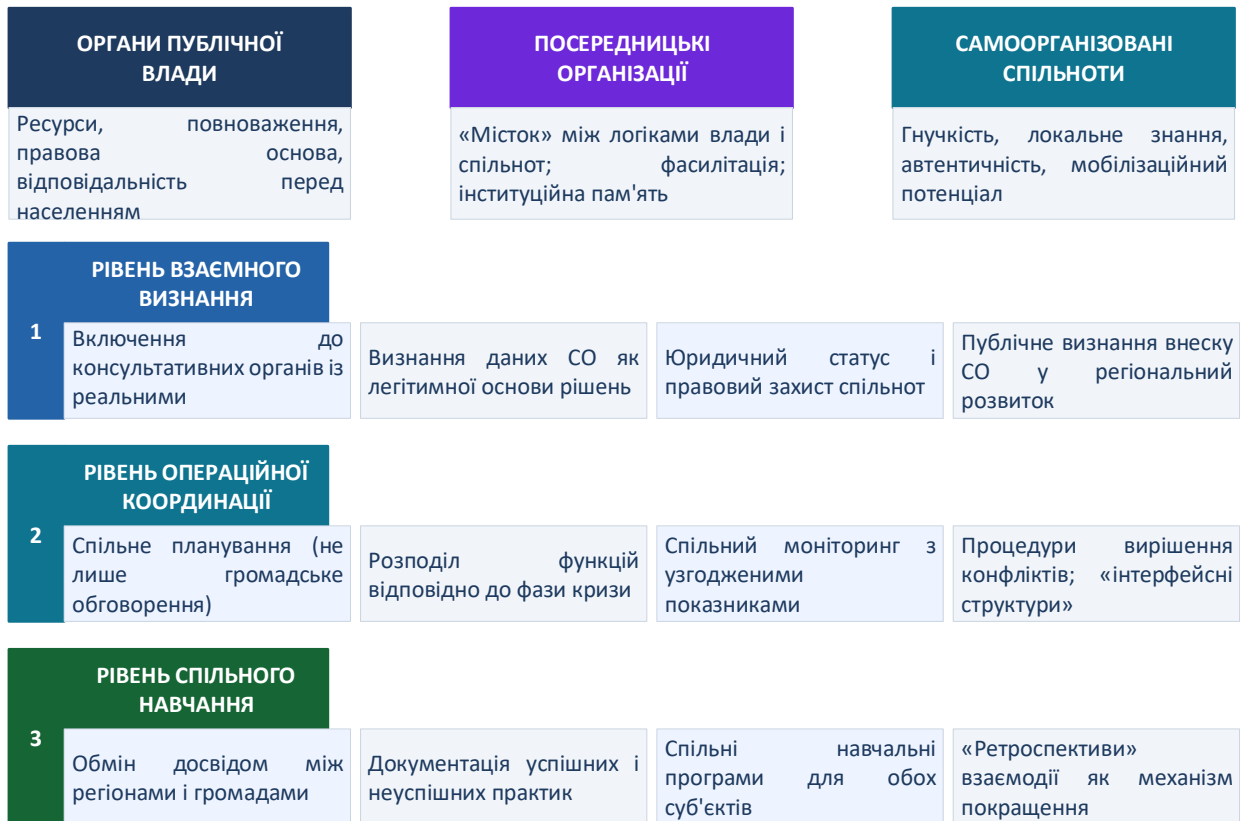 ОРГАНИ ПУБЛІЧНОЇ
ВЛАДИ
Ресурси, повноваження,
правова основа,
відповідальність перед
населенням
ПОСЕРЕДНИЦЬКІ
ОРГАНІЗАЦІЇ
«Місток» між логіками влади і
спільнот; фасилітація;
інституційна пам'ять
САМООРГАНІЗОВАНІ
СПІЛЬНОТИ
Гнучкість, локальне знання,
автентичність, мобілізаційний
потенціал
РІВЕНЬ ВЗАЄМНОГО
ВИЗНАННЯ
1
Включення до
консультативних органів із
реальними
Визнання даних СО як
легітимної основи рішень
Юридичний статус і
правовий захист спільнот
Публічне визнання внеску
СО у регіональний
розвиток
РІВЕНЬ ОПЕРАЦІЙНОЇ
КООРДИНАЦІЇ
2
Спільне планування (не
лише громадське
обговорення)
Розподіл функцій
відповідно до фази кризи
Спільний моніторинг з
узгодженими
показниками
Процедури вирішення
конфліктів; «інтерфейсні
структури»
РІВЕНЬ СПІЛЬНОГО
НАВЧАННЯ
3
Обмін досвідом між
регіонами і громадами
Документація успішних і
неуспішних практик
Спільні навчальні
програми для обох
суб'єктів
«Ретроспективи»
взаємодії як механізм
покращення